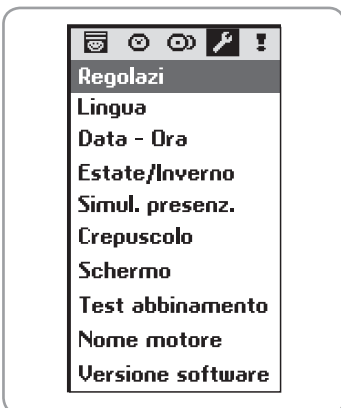 Regolazi
Lingua
Data - Ora
Estate/Inverno
Simul. presenz.
Crepuscolo
Schermo
Test abbinamento
Nome motore
Versione software